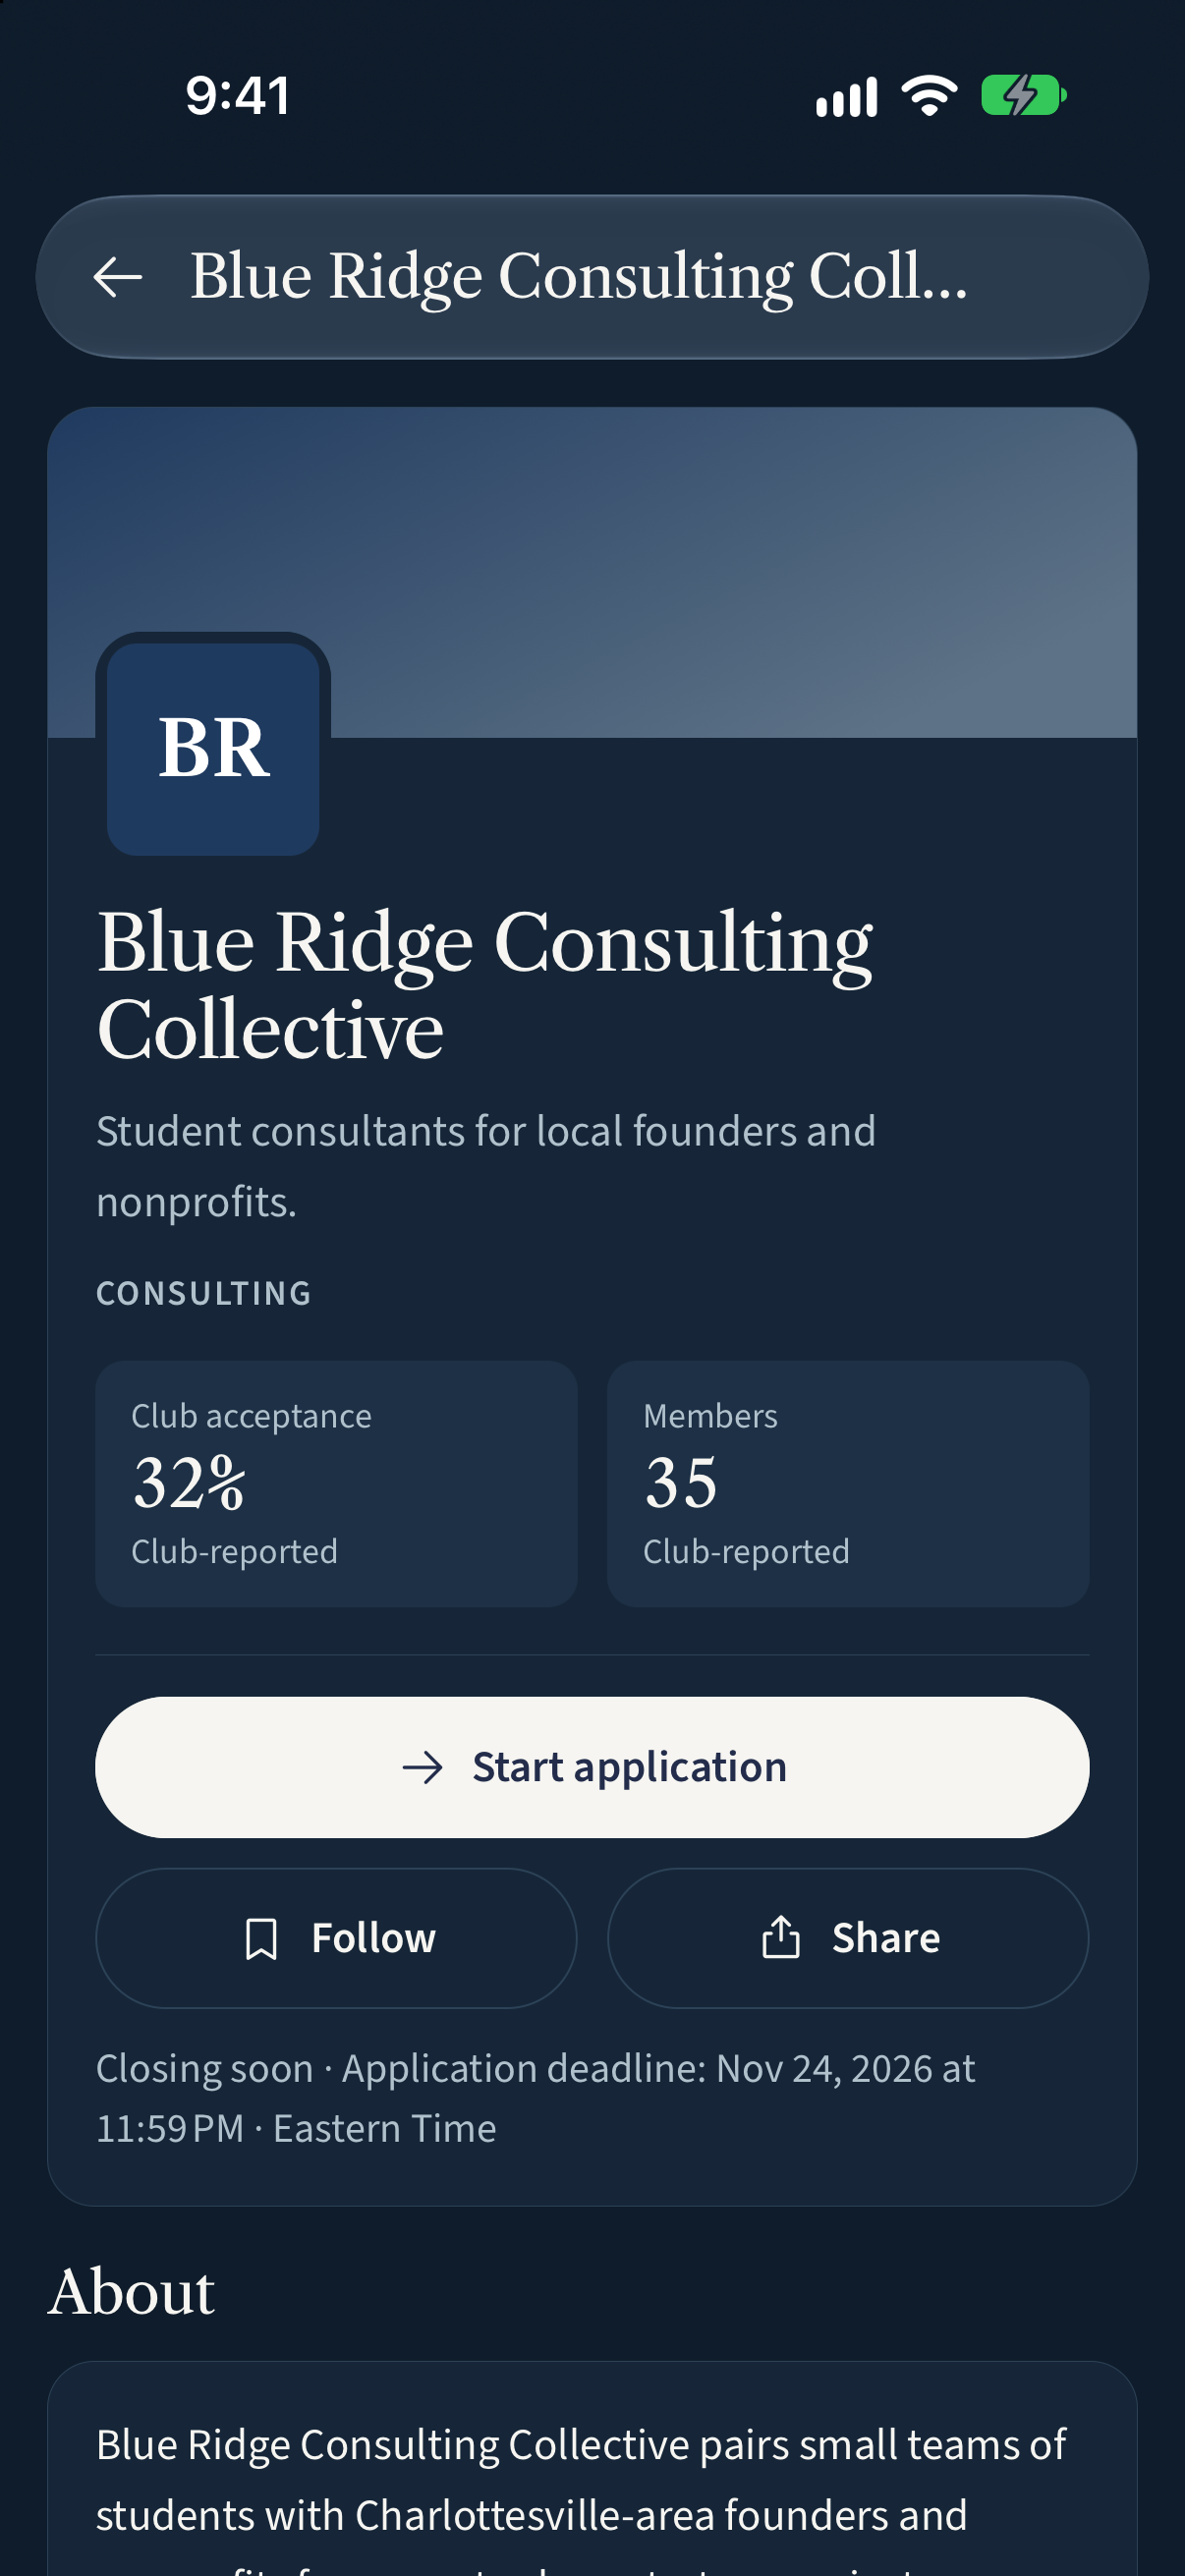 9:41
Blue Ridge Consulting Coll...
BR
Blue Ridge Consulting
Collective
Student consultants for local founders and
nonprofits.
CONSULTING
Club acceptance
32%
Club-reported
Members
35
Club-reported
Start application
Follow
Share
Closing soon · Application deadline: Nov 24, 2026 at
11:59 PM · Eastern Time
About
Blue Ridge Consulting Collective pairs small teams of
students with Charlottesville-area founders and